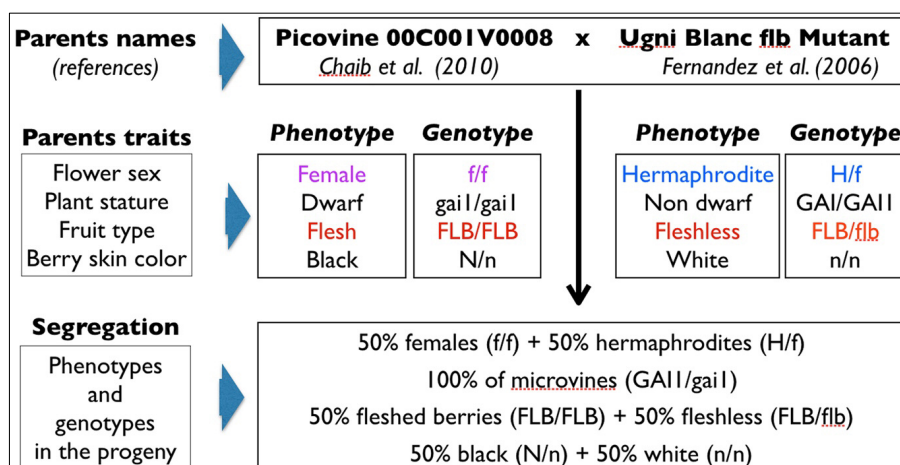 Parents names
(references)
Picovine 00C001V0008 x Ugni Blanc flb Mutant
Chaib et al. (2010) Fernandez et al. (2006)
Parents traits
Flower sex
Plant stature
Fruit type
Berry skin color
Phenotype Genotype
Female f/f
Dwarf gai1/gai1
Flesh FLB/FLB
Black N/n
Phenotype Genotype
Hermaphrodite H/f
Non dwarf GAI/GAI1
Fleshless FLB/flb
White n/n
Segregation
Phenotypes
and
genotypes
in the progeny
50% females (f/f) + 50% hermaphrodites (H/f)
100% of microvines (GAI1/gai1)
50% fleshed berries (FLB/FLB) + 50% fleshless (FLB/flb)
50% black (N/n) + 50% white (n/n)